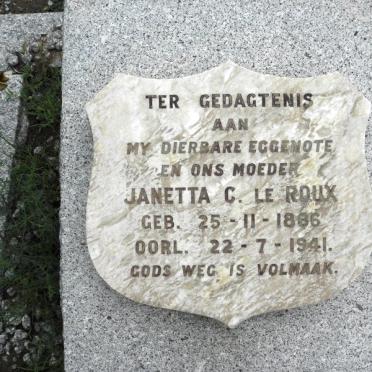 TER GEDAGTENIS
AAN
MY DIERBARE EGGENOTE
EN ONS MOEDER
JANETTA C. LE ROUX
GEB. 25-11-1886
OORL. 22-7-1941.
GODS WEG IS VOLMAAK.